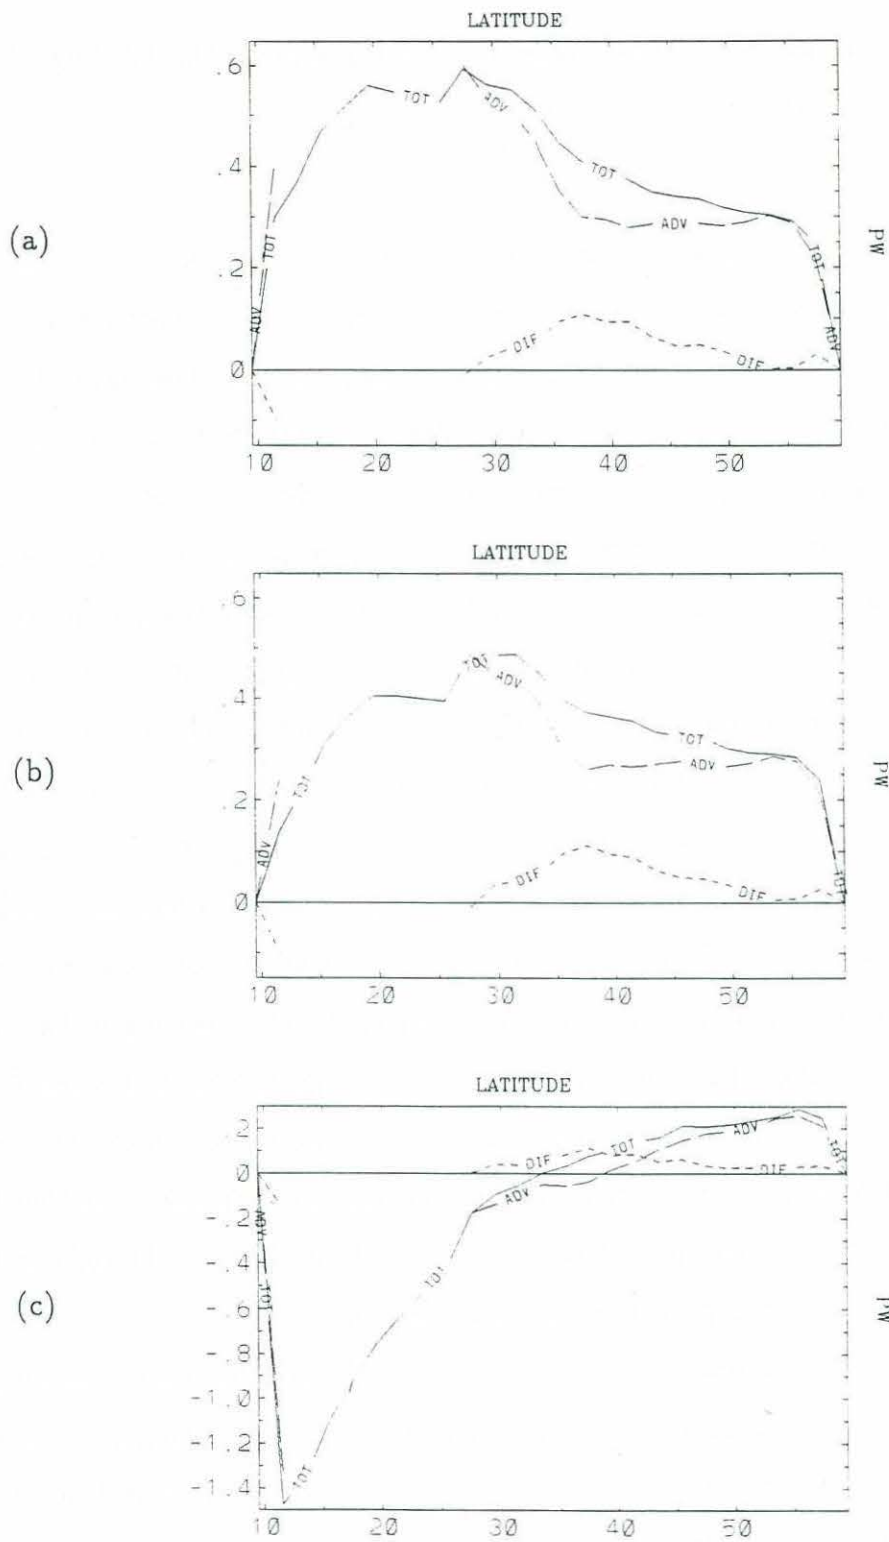 LATITUDE
.6
.4
.2
0
TOT
ADV
TOT
ADV
DIF
DIF
TOT
ADV
ADV
TOT
10 20 30 40 50
(a)
PW
LATITUDE
.6
.4
.2
0
TOT
ADV
TOT
ADV
DIF
DIF
TOT
ADV
TOT
10 20 30 40 50
(b)
PW
LATITUDE
.2
0
-.2
-.4
-.6
-.8
-1.0
-1.2
-1.4
DIF
TOT
ADV
DIF
TOT
ADV
ADV
TOT
TOT
TOT
10 20 30 40 50
(c)
PW